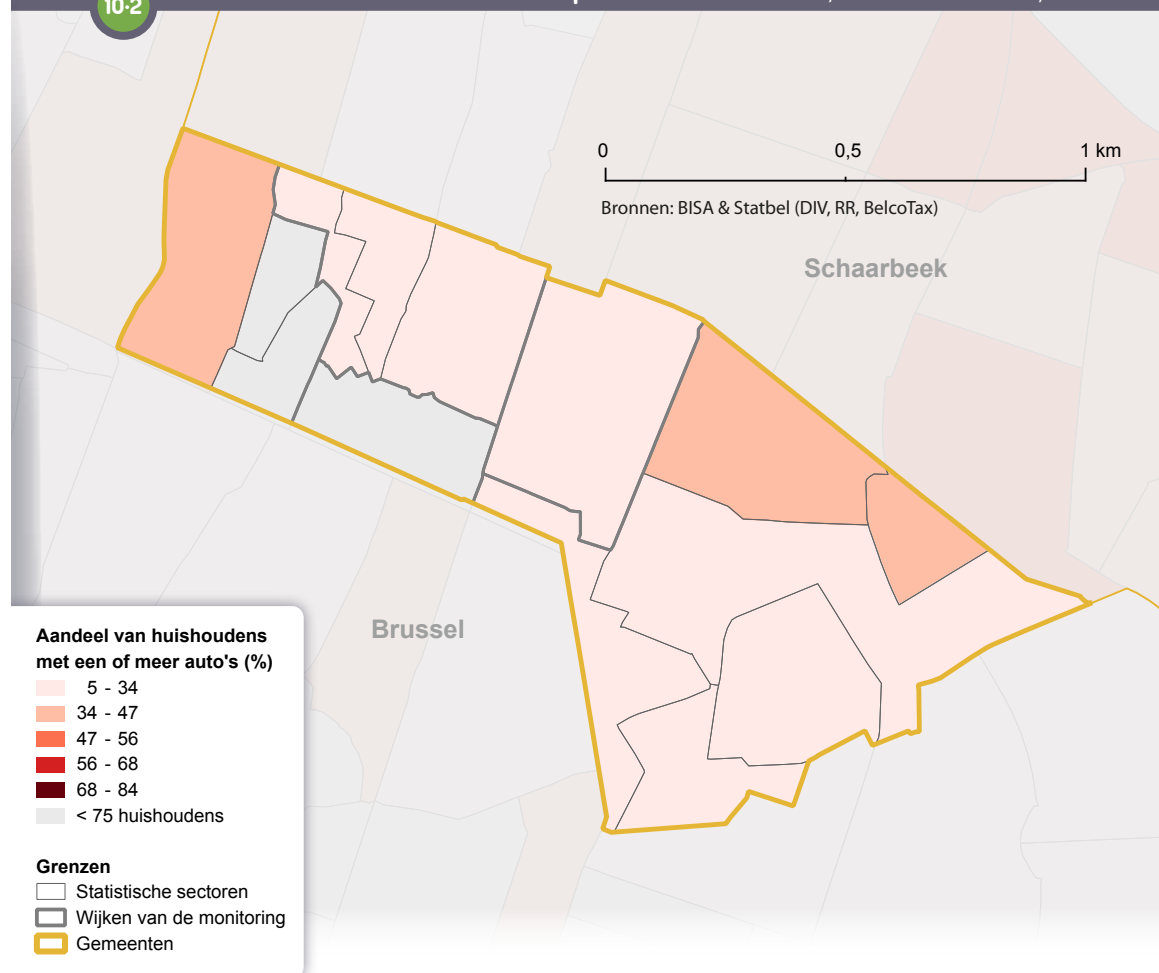 10·2
0 0,5 1 km
Bronnen: BISA & Statbel (DIV, RR, BelcoTax)
Schaarbeek
Brussel
Aandeel van huishoudens
met een of meer auto's (%)
5 - 34
34 - 47
47 - 56
56 - 68
68 - 84
< 75 huishoudens
Grenzen
Statistische sectoren
Wijken van de monitoring
Gemeenten